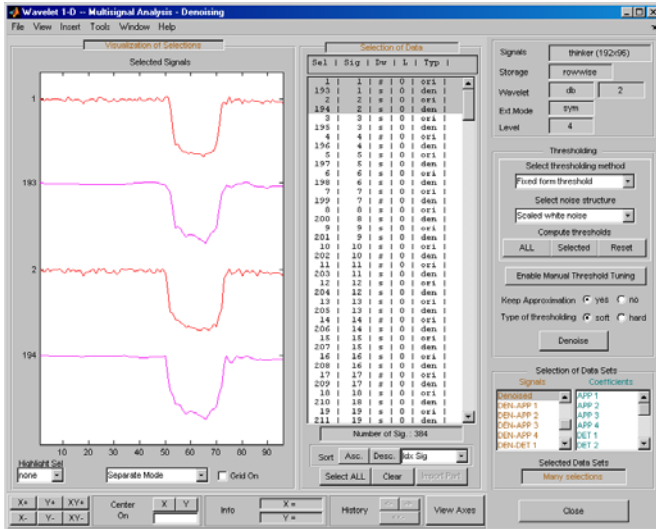 Wavelet 1-D -- Multisignal Analysis - Denoising
File View Insert Tools Window Help
Visualization of Selections
Selected Signals
1
193
2
194
10 20 30 40 50 60 70 80 90
Highlight Sel
none
Separate Mode
Grid On
Selection of Data
Sel | Sig | Dw | L | Typ |
1 | 1 | s | 0 | ori |
193 | 1 | s | 0 | den |
2 | 2 | s | 0 | ori |
194 | 2 | s | 0 | den |
3 | 3 | s | 0 | ori |
195 | 3 | s | 0 | den |
4 | 4 | s | 0 | ori |
196 | 4 | s | 0 | den |
5 | 5 | s | 0 | ori |
197 | 5 | s | 0 | den |
6 | 6 | s | 0 | ori |
198 | 6 | s | 0 | den |
7 | 7 | s | 0 | ori |
199 | 7 | s | 0 | den |
8 | 8 | s | 0 | ori |
200 | 8 | s | 0 | den |
9 | 9 | s | 0 | ori |
201 | 9 | s | 0 | den |
10 | 10 | s | 0 | ori |
202 | 10 | s | 0 | den |
11 | 11 | s | 0 | ori |
203 | 11 | s | 0 | den |
12 | 12 | s | 0 | ori |
204 | 12 | s | 0 | den |
13 | 13 | s | 0 | ori |
205 | 13 | s | 0 | den |
14 | 14 | s | 0 | ori |
206 | 14 | s | 0 | den |
15 | 15 | s | 0 | ori |
207 | 15 | s | 0 | den |
16 | 16 | s | 0 | ori |
208 | 16 | s | 0 | den |
17 | 17 | s | 0 | ori |
209 | 17 | s | 0 | den |
18 | 18 | s | 0 | ori |
210 | 18 | s | 0 | den |
19 | 19 | s | 0 | ori |
211 | 19 | s | 0 | den |
Number of Sig. : 384
Sort Asc. Desc. Idx Sig
Select ALL Clear Import Part
Signals thinker (192x96)
Storage rowwise
Wavelet db 2
Ext.Mode sym
Level 4
Thresholding
Select thresholding method
Fixed form threshold
Select noise structure
Scaled white noise
Compute thresholds
ALL Selected Reset
Enable Manual Threshold Tuning
Keep Approximation yes no
Type of thresholding soft hard
Denoise
Selection of Data Sets
Signals Coefficients
Denoised APP 1
DEN-APP 1 APP 2
DEN-APP 2 APP 3
DEN-APP 3 APP 4
DEN-APP 4 DET 1
DEN-DET 1 DET 2
Selected Data Sets
Many selections
X+ Y+ XY+
X- Y- XY-
Center On X Y
Info X =
Y =
History
View Axes
Close